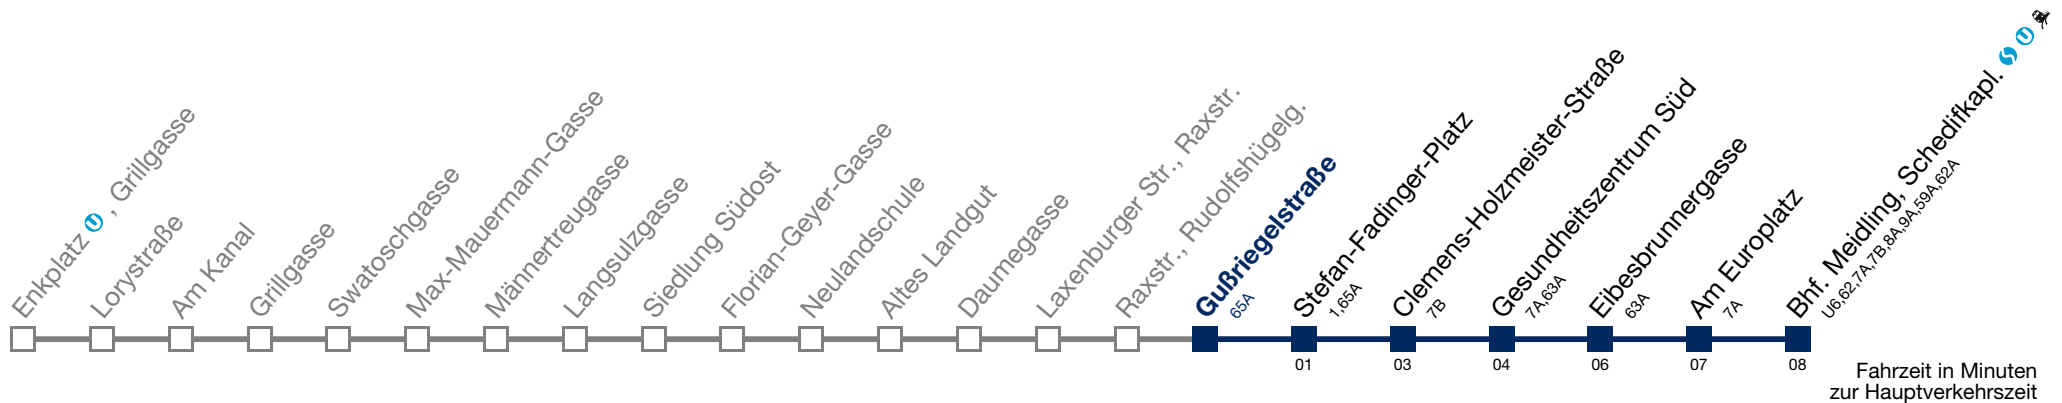 Enkplatz U, Grillgasse
Lorystraße
Am Kanal
Grillgasse
Swatoschgasse
Max-Mauermann-Gasse
Männertreugasse
Langsulzgasse
Siedlung Südost
Florian-Geyer-Gasse
Neulandschule
Altes Landgut
Daumegasse
Laxenburger Str., Raxstr.
Raxstr., Rudolfshügelg.
Gußriegelstraße
65A
Stefan-Fadinger-Platz
1,65A
Clemens-Holzmeister-Straße
7B
Gesundheitszentrum Süd
7A,63A
Eibesbrunnergasse
63A
Am Europlatz
7A
Bhf. Meidling, Schedifkapl. S U
U6,62,7A,7B,8A,9A,59A,62A
01 03 04 06 07 08
Fahrzeit in Minuten
zur Hauptverkehrszeit